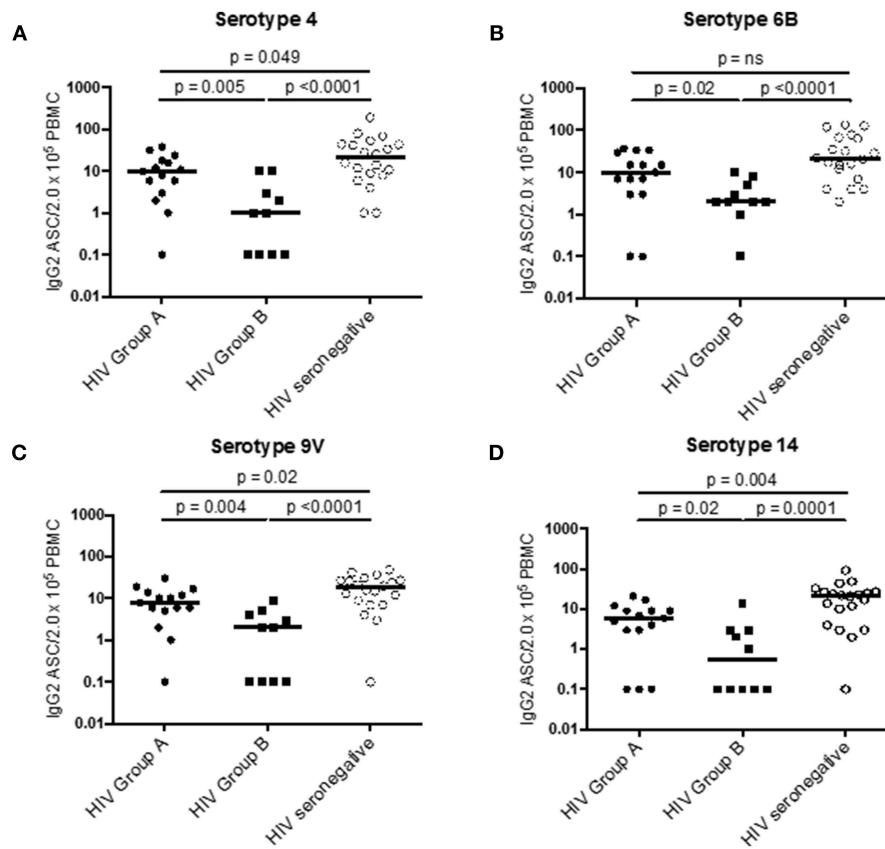 A
Serotype 4
p = 0.049
p = 0.005 p <0.0001
IgG2 ASC/2.0 x 10⁵ PBMC
1000
100
10
1
0.1
0.01
HIV Group A
HIV Group B
HIV seronegative
B
Serotype 6B
p = ns
p = 0.02 p <0.0001
IgG2 ASC/2.0 x 10⁵ PBMC
1000
100
10
1
0.1
0.01
HIV Group A
HIV Group B
HIV seronegative
C
Serotype 9V
p = 0.02
p = 0.004 p <0.0001
IgG2 ASC/2.0 x 10⁵ PBMC
1000
100
10
1
0.1
0.01
HIV Group A
HIV Group B
HIV seronegative
D
Serotype 14
p = 0.004
p = 0.02 p = 0.0001
IgG2 ASC/2.0 x 10⁵ PBMC
1000
100
10
1
0.1
0.01
HIV Group A
HIV Group B
HIV seronegative